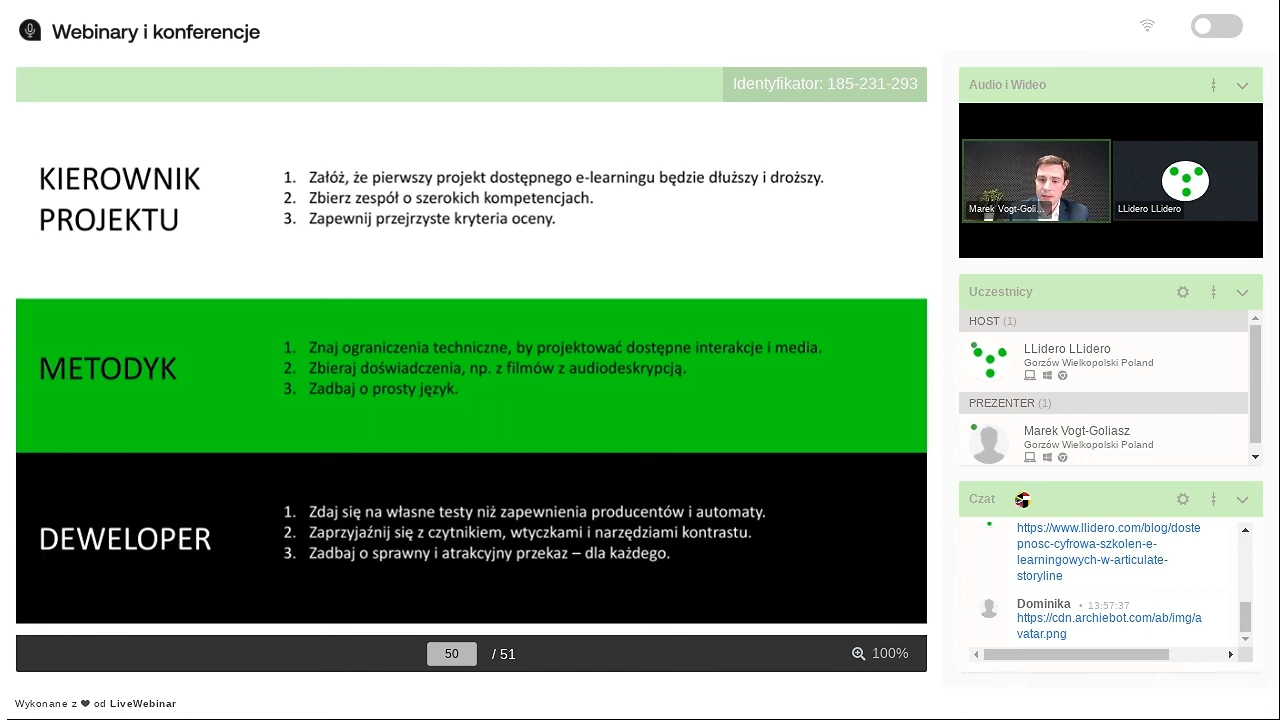 Webinary i konferencje
Identyfikator: 185-231-293
KIEROWNIK
PROJEKTU
1. Załóż, że pierwszy projekt dostępnego e-learningu będzie dłuższy i droższy.
2. Zbierz zespół o szerokich kompetencjach.
3. Zapewnij przejrzyste kryteria oceny.
METODYK
1. Znaj ograniczenia techniczne, by projektować dostępne interakcje i media.
2. Zbieraj doświadczenia, np. z filmów z audiodeskrypcją.
3. Zadbaj o prosty język.
DEWELOPER
1. Zdaj się na własne testy niż zapewnienia producentów i automaty.
2. Zaprzyjaźnij się z czytnikiem, wtyczkami i narzędziami kontrastu.
3. Zadbaj o sprawny i atrakcyjny przekaz – dla każdego.
50 / 51
100%
Wykonane z ❤ od LiveWebinar
Audio i Wideo
Marek Vogt-Goli...
LLidero LLidero
Uczestnicy
HOST (1)
LLidero LLidero
Gorzów Wielkopolski Poland
PREZENTER (1)
Marek Vogt-Goliasz
Gorzów Wielkopolski Poland
Czat
https://www.llidero.com/blog/doste
pnosc-cyfrowa-szkolen-e-
learningowych-w-articulate-
storyline
Dominika • 13:57:37
https://cdn.archiebot.com/ab/img/a
vatar.png